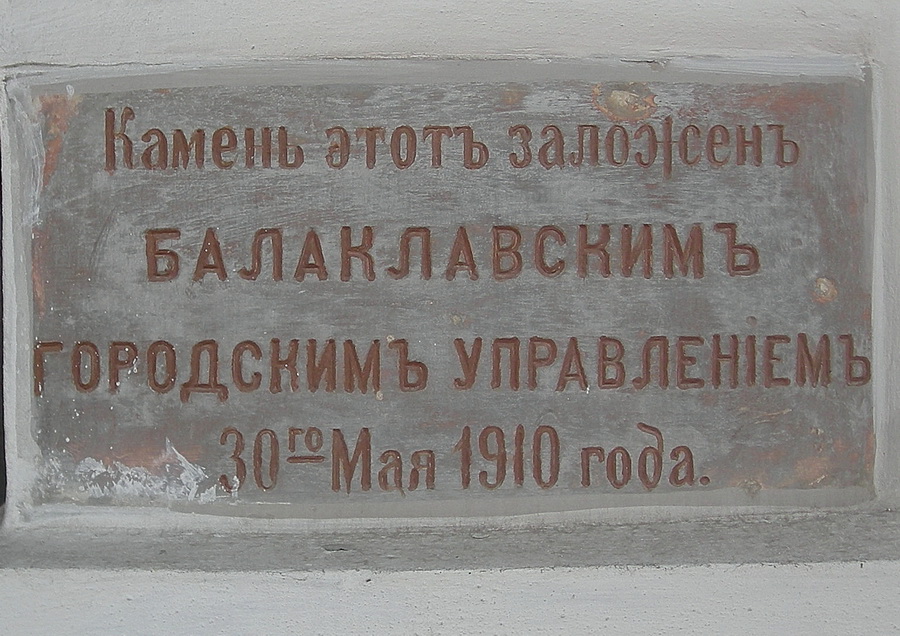 Камень этотъ заложенъ
БАЛАКЛАВСКИМЪ
ГОРОДСКИМЪ УПРАВЛЕНІЕМЪ
30го Мая 1910 года.